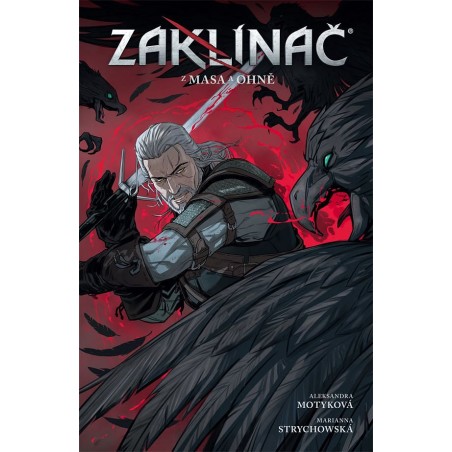 ZAKLÍNAČ®
Z MASA A OHNĚ
ALEKSANDRA
MOTYKOVÁ
MARIANNA
STRYCHOWSKÁ